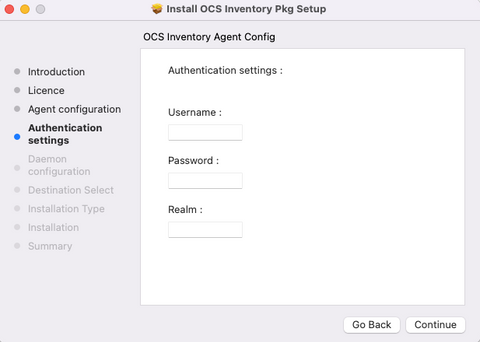 Install OCS Inventory Pkg Setup
OCS Inventory Agent Config
Introduction
Licence
Agent configuration
Authentication
settings
Daemon
configuration
Destination Select
Installation Type
Installation
Summary
Authentication settings :
Username :
Password :
Realm :
Go Back
Continue